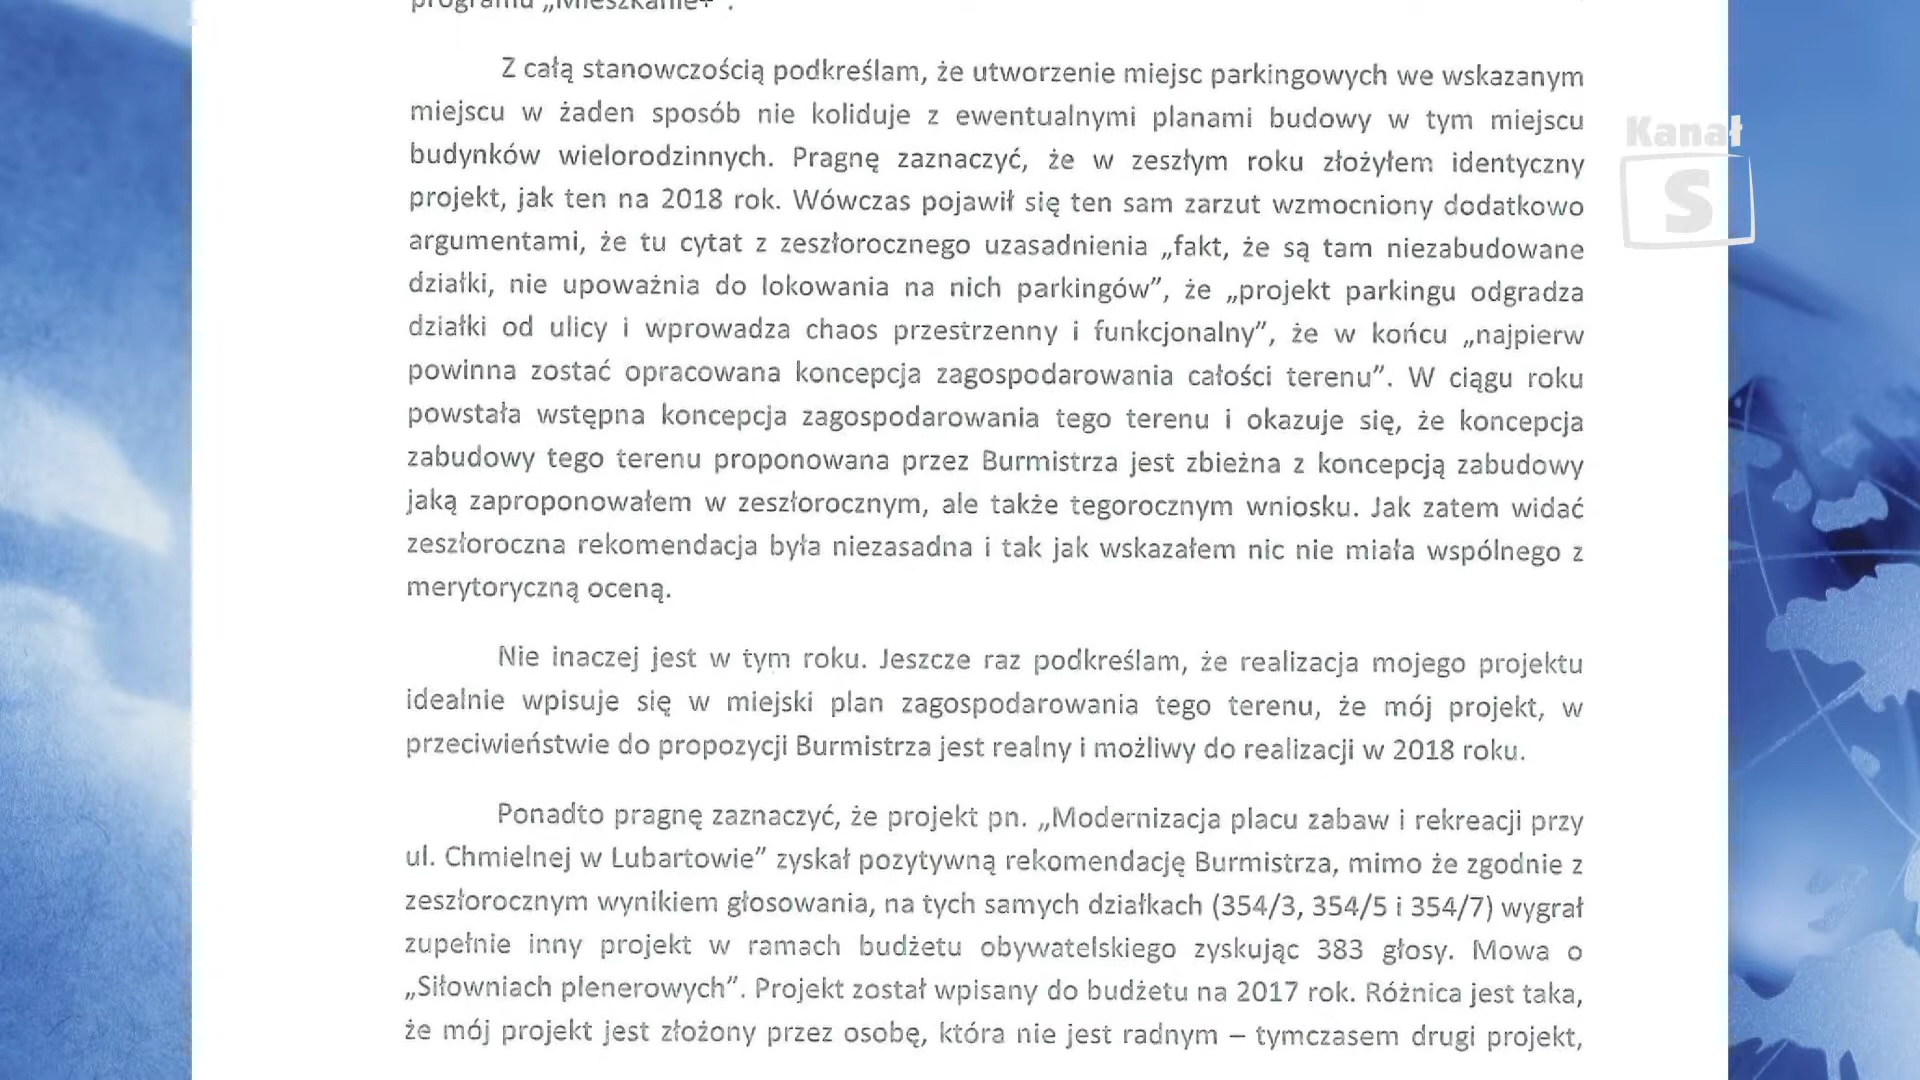 programu „Mieszkanie+”.
Z całą stanowczością podkreślam, że utworzenie miejsc parkingowych we wskazanym
miejscu w żaden sposób nie koliduje z ewentualnymi planami budowy w tym miejscu
budynków wielorodzinnych. Pragnę zaznaczyć, że w zeszłym roku złożyłem identyczny
projekt, jak ten na 2018 rok. Wówczas pojawił się ten sam zarzut wzmocniony dodatkowo
argumentami, że tu cytat z zeszłorocznego uzasadnienia „fakt, że są tam niezabudowane
działki, nie upoważnia do lokowania na nich parkingów”, że „projekt parkingu odgradza
działki od ulicy i wprowadza chaos przestrzenny i funkcjonalny”, że w końcu „najpierw
powinna zostać opracowana koncepcja zagospodarowania całości terenu”. W ciągu roku
powstała wstępna koncepcja zagospodarowania tego terenu i okazuje się, że koncepcja
zabudowy tego terenu proponowana przez Burmistrza jest zbieżna z koncepcją zabudowy
jaką zaproponowałem w zeszłorocznym, ale także tegorocznym wniosku. Jak zatem widać
zeszłoroczna rekomendacja była niezasadna i tak jak wskazałem nic nie miała wspólnego z
merytoryczną oceną.
Nie inaczej jest w tym roku. Jeszcze raz podkreślam, że realizacja mojego projektu
idealnie wpisuje się w miejski plan zagospodarowania tego terenu, że mój projekt, w
przeciwieństwie do propozycji Burmistrza jest realny i możliwy do realizacji w 2018 roku.
Ponadto pragnę zaznaczyć, że projekt pn. „Modernizacja placu zabaw i rekreacji przy
ul. Chmielnej w Lubartowie” zyskał pozytywną rekomendację Burmistrza, mimo że zgodnie z
zeszłorocznym wynikiem głosowania, na tych samych działkach (354/3, 354/5 i 354/7) wygrał
zupełnie inny projekt w ramach budżetu obywatelskiego zyskując 383 głosy. Mowa o
„Siłowniach plenerowych”. Projekt został wpisany do budżetu na 2017 rok. Różnica jest taka,
że mój projekt jest złożony przez osobę, która nie jest radnym – tymczasem drugi projekt,
Kanał
S